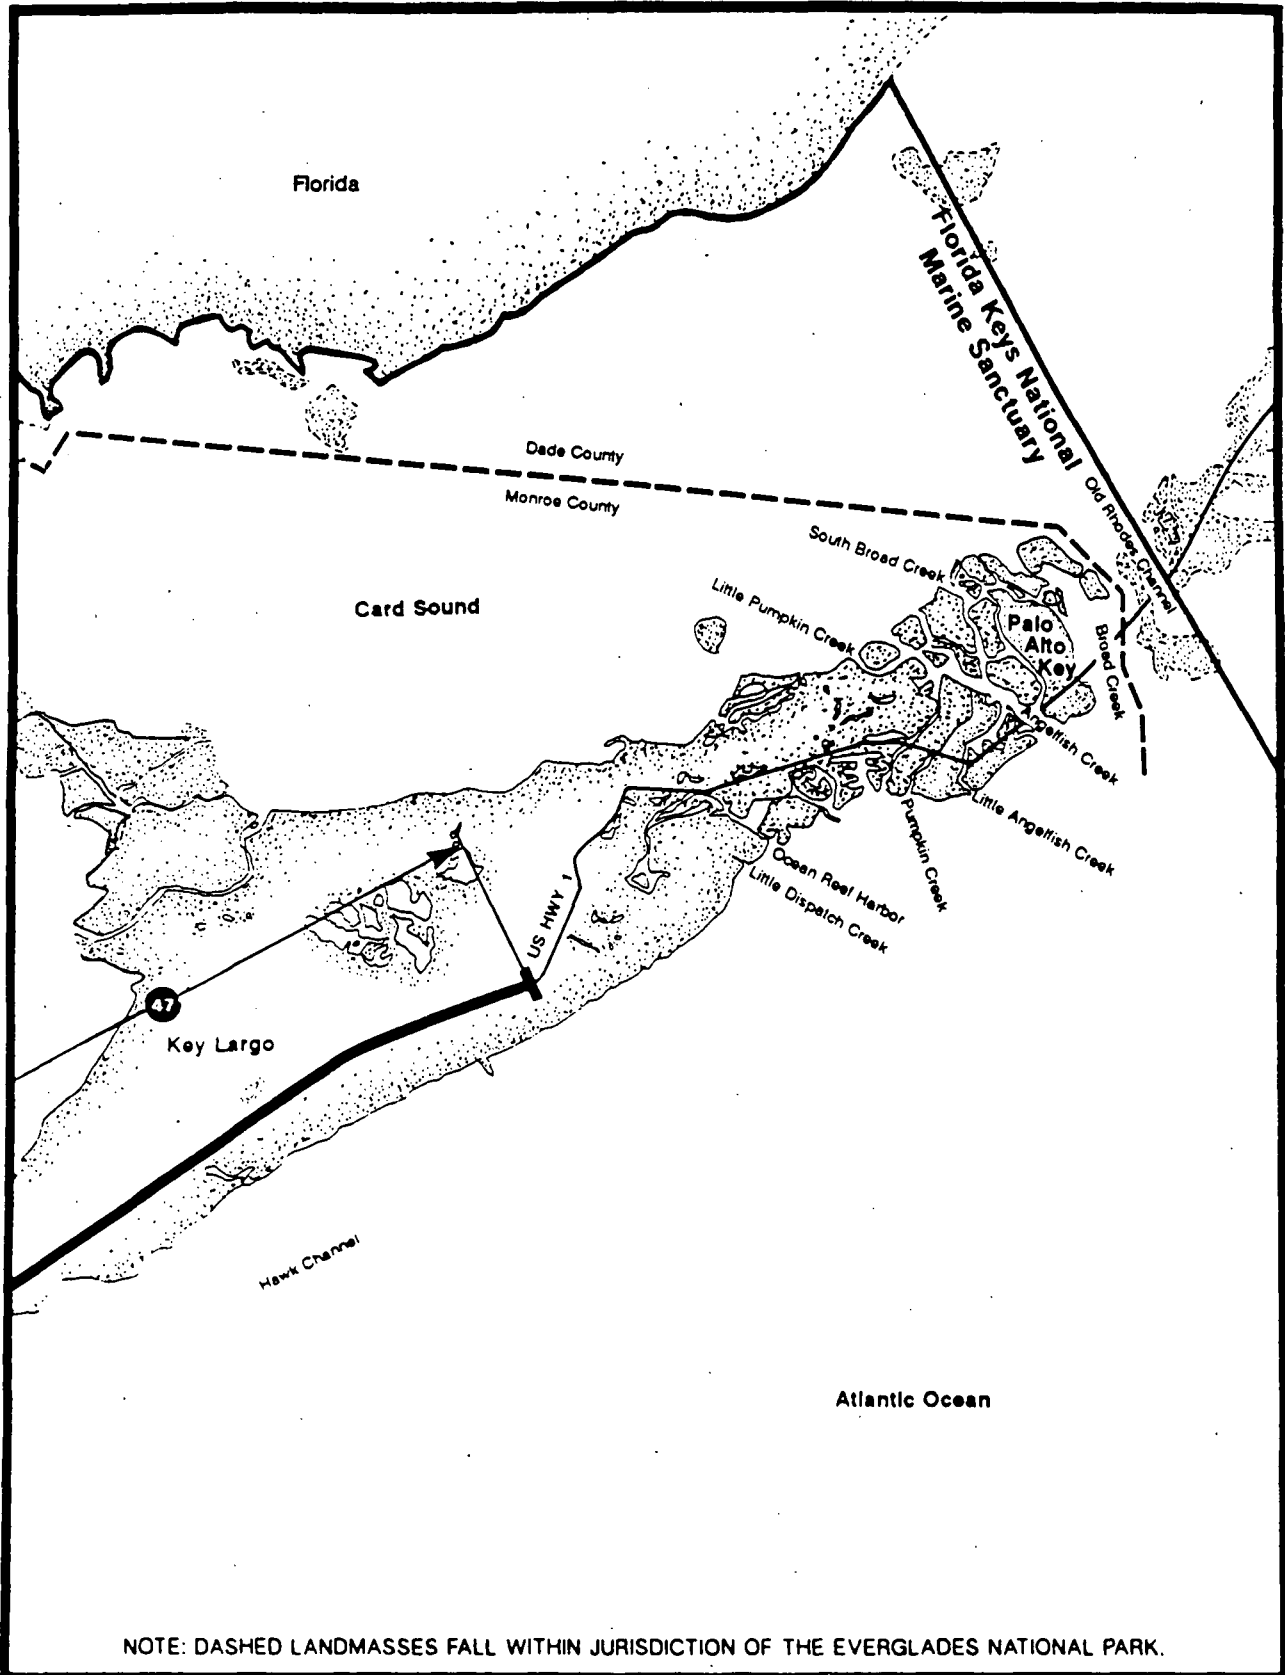 Florida
Florida Keys National
Marine Sanctuary
Dade County
Monroe County
Old Rhodes Channel
South Broad Creek
Little Pumpkin Creek
Card Sound
Palo
Alto
Key
Broad Creek
Angelfish Creek
Little Angelfish Creek
Pumpkin Creek
Ocean Reef Harbor
Little Dispatch Creek
US HWY 1
47
Key Largo
Hawk Channel
Atlantic Ocean
NOTE: DASHED LANDMASSES FALL WITHIN JURISDICTION OF THE EVERGLADES NATIONAL PARK.